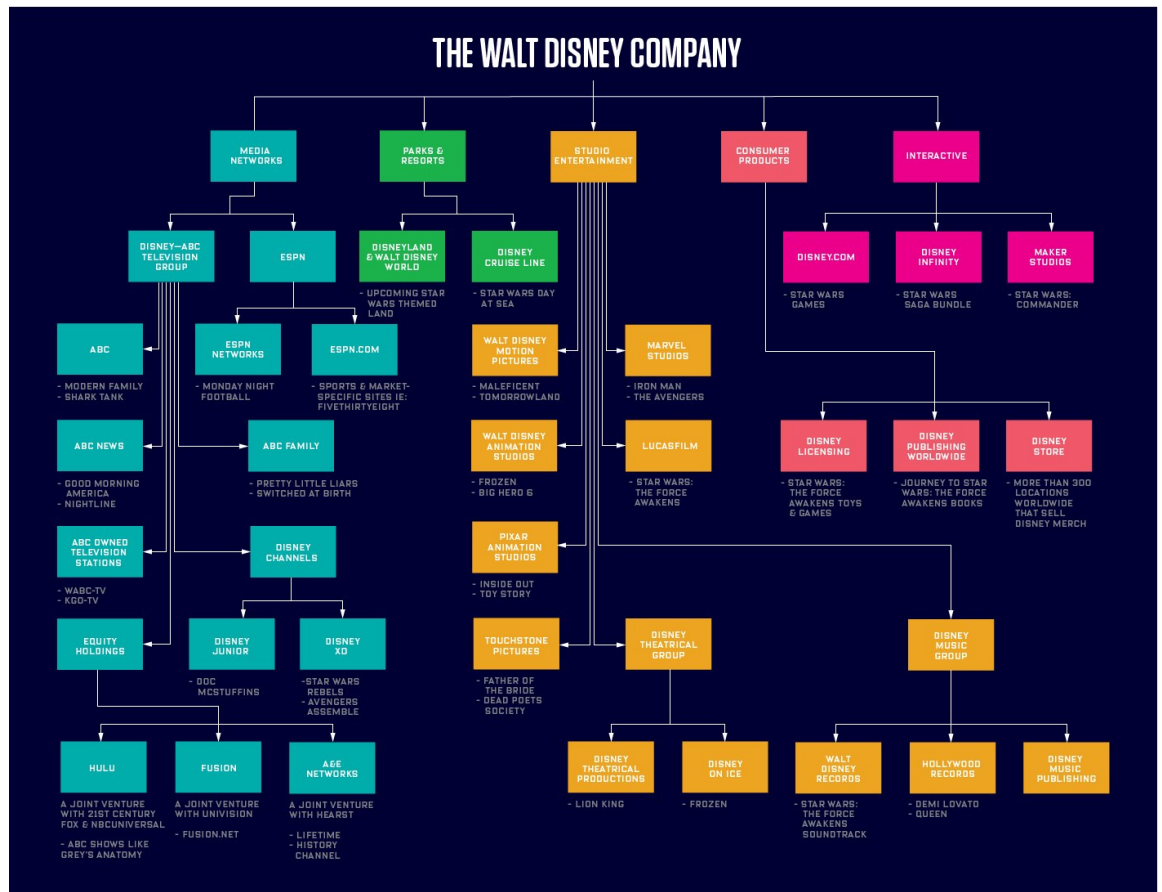 THE WALT DISNEY COMPANY
MEDIA
NETWORKS
PARKS &
RESORTS
STUDIO
ENTERTAINMENT
CONSUMER
PRODUCTS
INTERACTIVE
DISNEY—ABC
TELEVISION
GROUP
ESPN
DISNEYLAND
& WALT DISNEY
WORLD
- UPCOMING STAR
WARS THEMED
LAND
DISNEY
CRUISE LINE
- STAR WARS DAY
AT SEA
DISNEY.COM
- STAR WARS
GAMES
DISNEY
INFINITY
- STAR WARS
SAGA BUNDLE
MAKER
STUDIOS
- STAR WARS:
COMMANDER
ABC
- MODERN FAMILY
- SHARK TANK
ESPN
NETWORKS
- MONDAY NIGHT
FOOTBALL
ESPN.COM
- SPORTS & MARKET-
SPECIFIC SITES IE:
FIVETHIRTYEIGHT
WALT DISNEY
MOTION
PICTURES
- MALEFICENT
- TOMORROWLAND
MARVEL
STUDIOS
- IRON MAN
- THE AVENGERS
ABC NEWS
- GOOD MORNING
AMERICA
- NIGHTLINE
ABC FAMILY
- PRETTY LITTLE LIARS
- SWITCHED AT BIRTH
WALT DISNEY
ANIMATION
STUDIOS
- FROZEN
- BIG HERO 6
LUCASFILM
- STAR WARS:
THE FORCE
AWAKENS
DISNEY
LICENSING
- STAR WARS:
THE FORCE
AWAKENS TOYS
& GAMES
DISNEY
PUBLISHING
WORLDWIDE
- JOURNEY TO STAR
WARS: THE FORCE
AWAKENS BOOKS
DISNEY
STORE
- MORE THAN 300
LOCATIONS
WORLDWIDE
THAT SELL
DISNEY MERCH
ABC OWNED
TELEVISION
STATIONS
- WABC-TV
- KGO-TV
DISNEY
CHANNELS
PIXAR
ANIMATION
STUDIOS
- INSIDE OUT
- TOY STORY
EQUITY
HOLDINGS
DISNEY
JUNIOR
- DOC
MCSTUFFINS
DISNEY
XD
-STAR WARS
REBELS
- AVENGERS
ASSEMBLE
TOUCHSTONE
PICTURES
- FATHER OF
THE BRIDE
- DEAD POETS
SOCIETY
DISNEY
THEATRICAL
GROUP
DISNEY
MUSIC
GROUP
HULU
A JOINT VENTURE
WITH 21ST CENTURY
FOX & NBCUNIVERSAL
- ABC SHOWS LIKE
GREY'S ANATOMY
FUSION
A JOINT VENTURE
WITH UNIVISION
- FUSION.NET
A&E
NETWORKS
A JOINT VENTURE
WITH HEARST
- LIFETIME
- HISTORY
CHANNEL
DISNEY
THEATRICAL
PRODUCTIONS
- LION KING
DISNEY
ON ICE
- FROZEN
WALT
DISNEY
RECORDS
- STAR WARS:
THE FORCE
AWAKENS
SOUNDTRACK
HOLLYWOOD
RECORDS
- DEMI LOVATO
- QUEEN
DISNEY
MUSIC
PUBLISHING